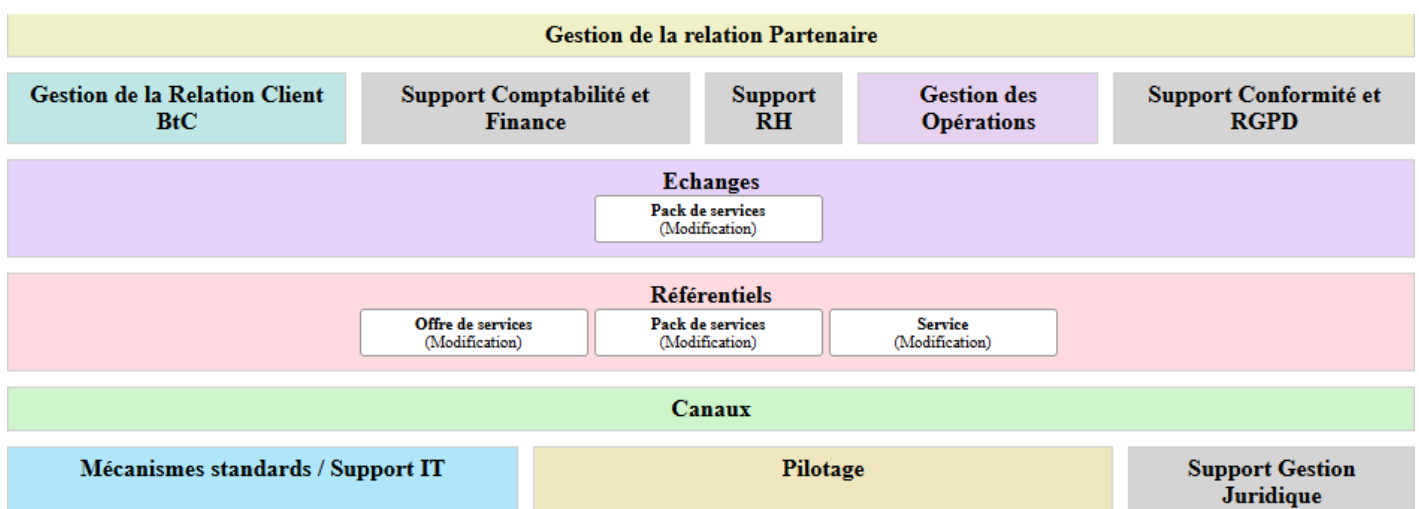 Gestion de la relation Partenaire
Gestion de la Relation Client
BtC
Support Comptabilité et
Finance
Support
RH
Gestion des
Opérations
Support Conformité et
RGPD
Echanges
Pack de services
(Modification)
Référentiels
Offre de services
(Modification)
Pack de services
(Modification)
Service
(Modification)
Canaux
Mécanismes standards / Support IT
Pilotage
Support Gestion
Juridique